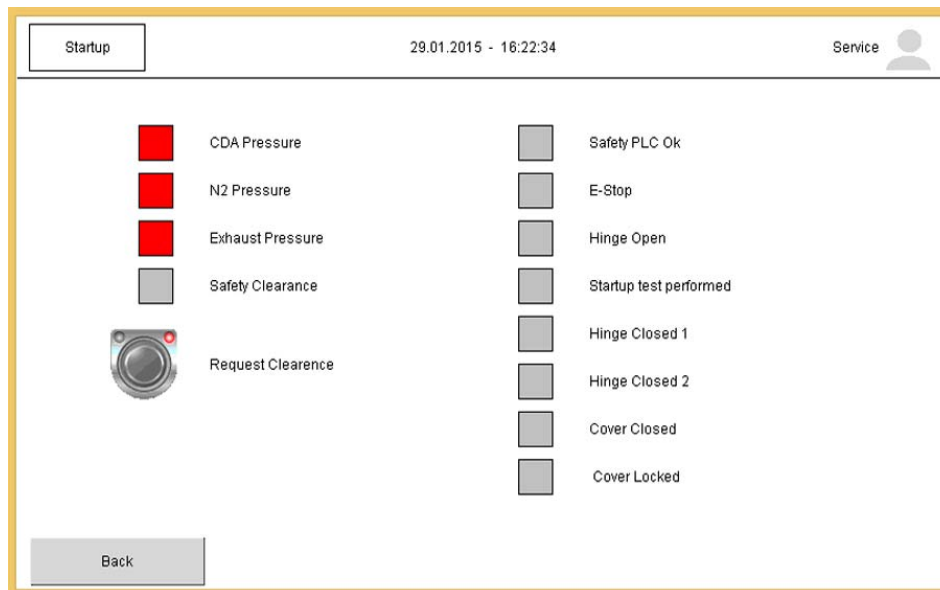 Startup
29.01.2015 - 16:22:34
Service
CDA Pressure
N2 Pressure
Exhaust Pressure
Safety Clearance
Request Clearence
Safety PLC Ok
E-Stop
Hinge Open
Startup test performed
Hinge Closed 1
Hinge Closed 2
Cover Closed
Cover Locked
Back